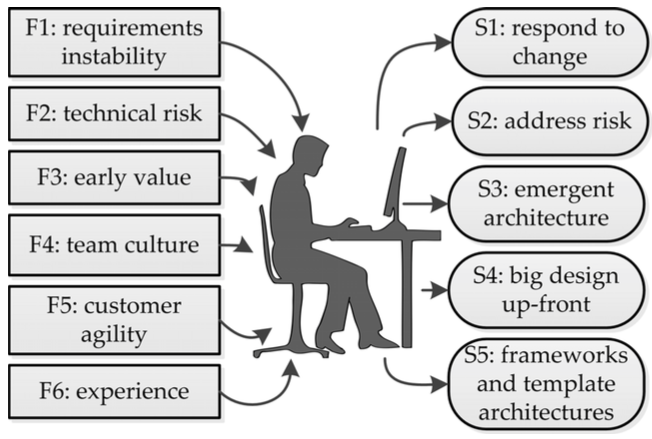 F1: requirements
instability
F2: technical risk
F3: early value
F4: team culture
F5: customer
agility
F6: experience
S1: respond to
change
S2: address risk
S3: emergent
architecture
S4: big design
up-front
S5: frameworks
and template
architectures